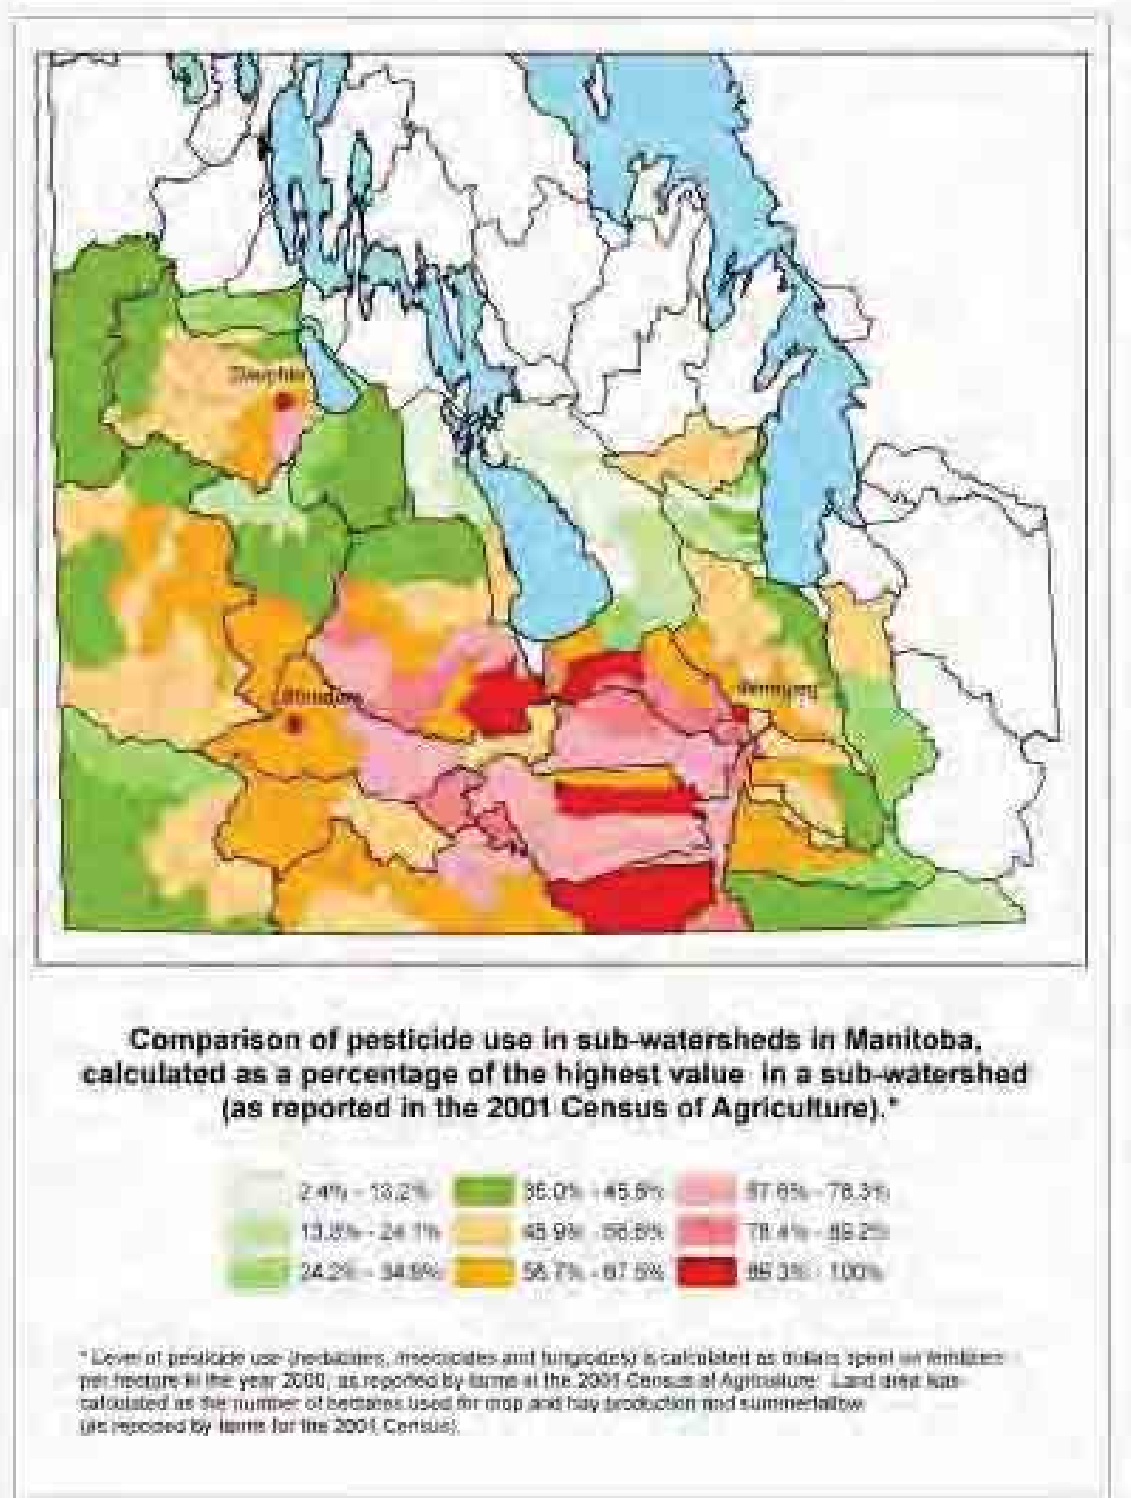 Dauphin
Brandon
Winnipeg
Comparison of pesticide use in sub-watersheds in Manitoba,
calculated as a percentage of the highest value in a sub-watershed
(as reported in the 2001 Census of Agriculture).*
2.4% - 13.2%
35.0% - 45.8%
67.6% - 78.3%
- 24.1%
45.9% -
78.4% - 89.2%
24.2% - 34.9%
56.7% - 67.5%
89.3% - 100%
* Level of pesticide use (herbicides, insecticides and fungicides) is calculated as dollars spent on fertilizers
per hectare in the year 2000, as reported by farms in the 2001 Census of Agriculture. Land area was
calculated as the number of hectares used for crop and hay production and summerfallow
(as reported by farms for the 2001 Census).